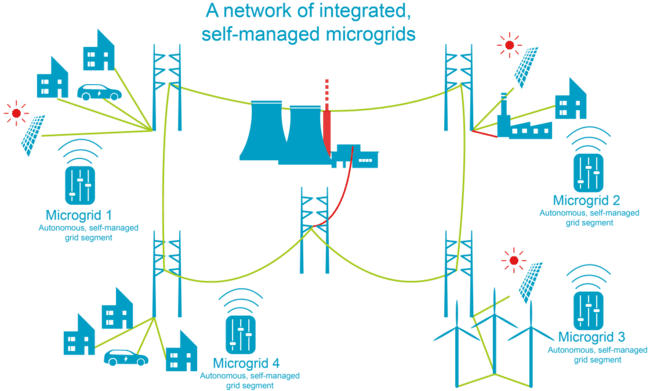 A network of integrated,
self-managed microgrids
Microgrid 1
Autonomous, self-managed
grid segment
Microgrid 2
Autonomous, self-managed
grid segment
Microgrid 3
Autonomous, self-managed
grid segment
Microgrid 4
Autonomous, self-managed
grid segment